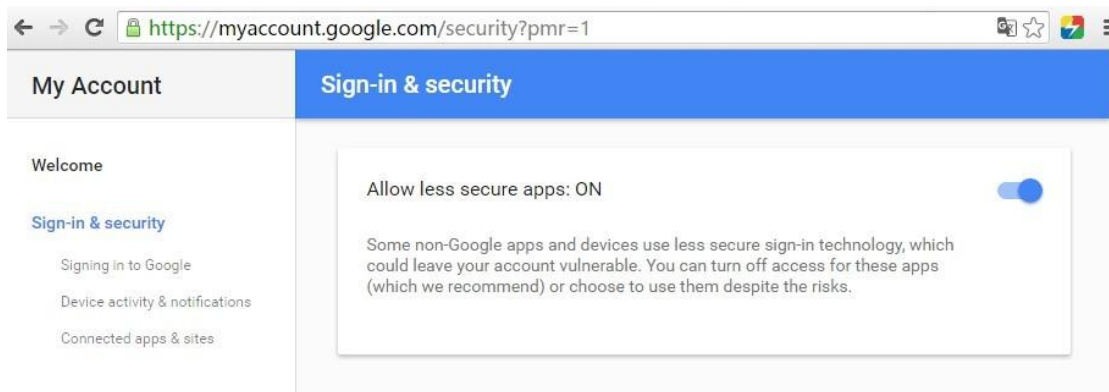 https://myaccount.google.com/security?pmr=1
My Account
Sign-in & security
Welcome
Sign-in & security
Signing in to Google
Device activity & notifications
Connected apps & sites
Allow less secure apps: ON
Some non-Google apps and devices use less secure sign-in technology, which
could leave your account vulnerable. You can turn off access for these apps
(which we recommend) or choose to use them despite the risks.